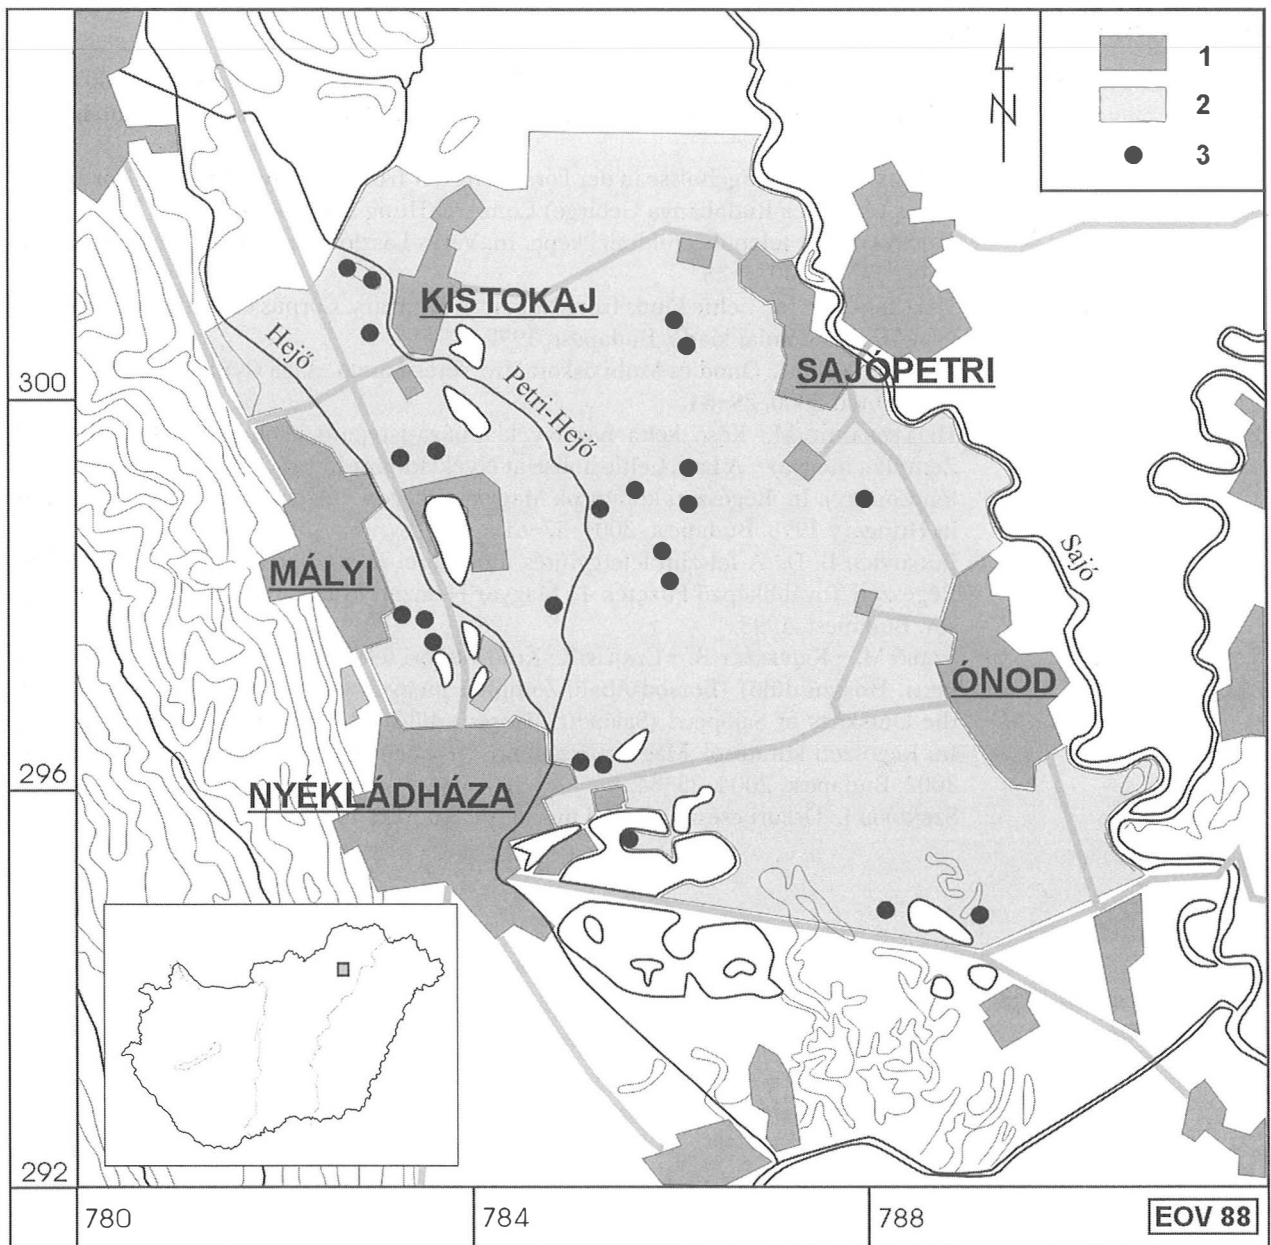 1
2
N
3
KISTOKAJ
Hejő
SAJÓPETRI
300
Petri-Hejő
Sajó
MÁLYI
ÓNOD
296
NYÉKLÁDHÁZA
292
780
784
788
EOV 88